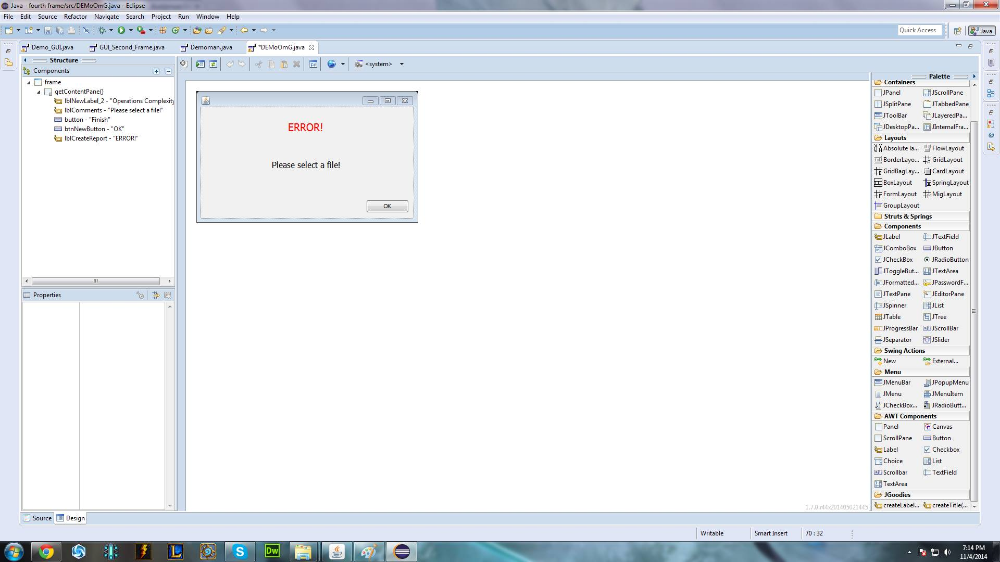 Java - fourth frame/src/DEMoOmG.java - Eclipse
File Edit Source Refactor Navigate Search Project Run Window Help
Quick Access Java
Demo_GUI.java GUI_Second_Frame.java Demoman.java *DEMoOmG.java
Structure
Components
<system>
Palette
frame
getContentPane()
lblNewLabel_2 - "Operations Complexity
lblComments - "Please select a file!"
button - "Finish"
btnNewButton - "OK"
lblCreateReport - "ERROR!"
Properties
ERROR!
Please select a file!
OK
Containers
JPanel JScrollPane
JSplitPane JTabbedPane
JToolBar JLayeredPa...
JDesktopPa... JInternalFra...
Layouts
Absolute la... FlowLayout
BorderLayo... GridLayout
GridBagLay... CardLayout
BoxLayout SpringLayout
FormLayout MigLayout
GroupLayout
Struts & Springs
Components
JLabel JTextField
JComboBox JButton
JCheckBox JRadioButton
JToggleBut... JTextArea
JFormatted... JPasswordF...
JTextPane JEditorPane
JSpinner JList
JTable JTree
JProgressBar JScrollBar
JSeparator JSlider
Swing Actions
New External...
Menu
JMenuBar JPopupMenu
JMenu JMenuItem
JCheckBox... JRadioButt...
AWT Components
Panel Canvas
ScrollPane Button
Label Checkbox
Choice List
Scrollbar TextField
TextArea
JGoodies
createLabel... createTitle(...
1.7.0.r44x201405021445
Source Design
Writable Smart Insert 70 : 32
Dw
7:14 PM
11/4/2014